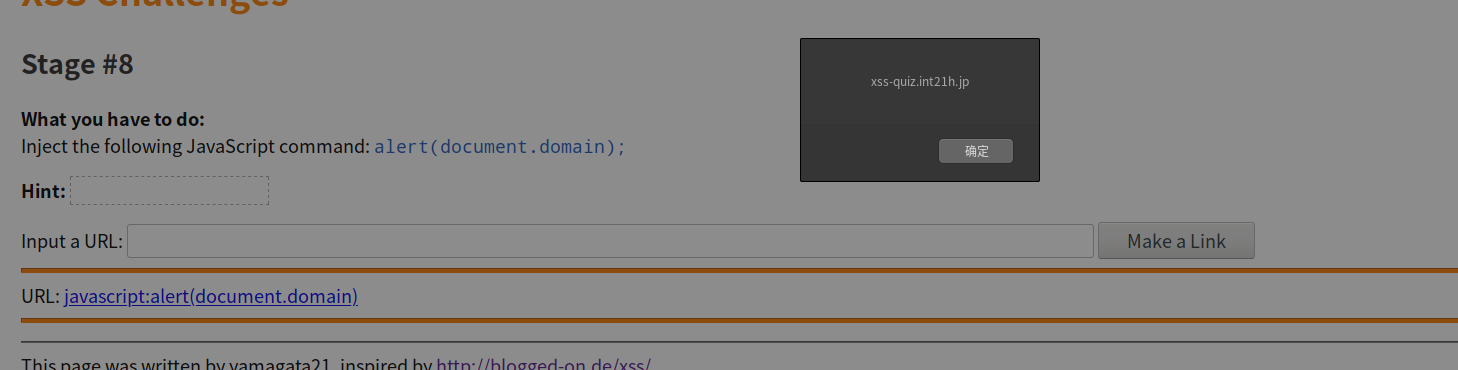 XSS Challenges
Stage #8
xss-quiz.int21h.jp
确定
What you have to do:
Inject the following JavaScript command: alert(document.domain);
Hint:
Input a URL: Make a Link
URL: javascript:alert(document.domain)
This page was written by yamagata21, inspired by http://blogged-on.de/xss/